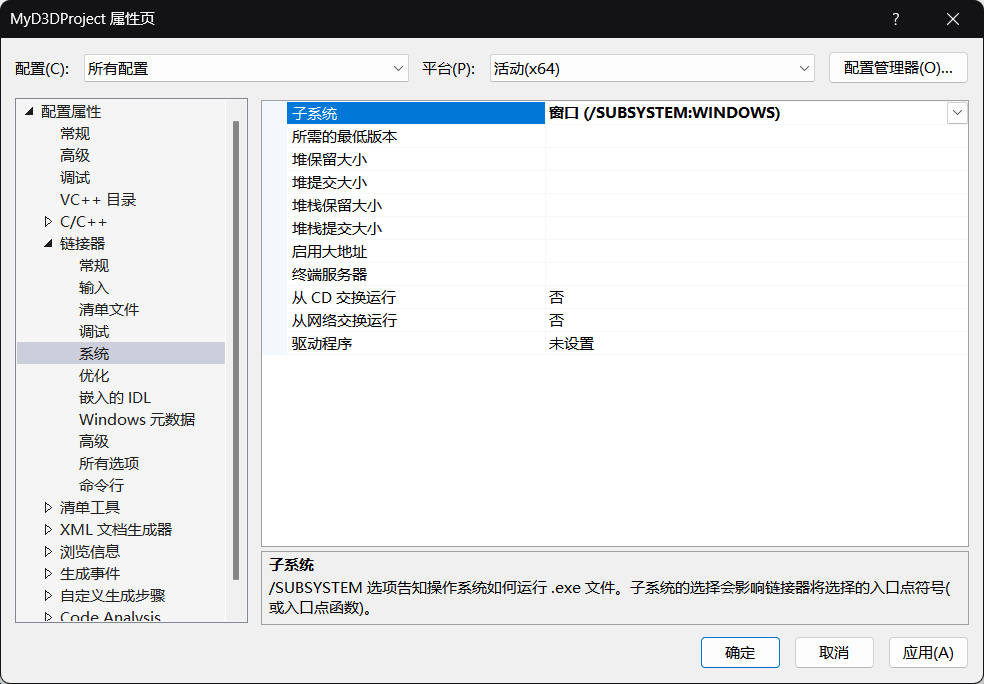 MyD3DProject 属性页
?
配置(C): 所有配置 平台(P): 活动(x64) 配置管理器(O)...
配置属性
常规
高级
调试
VC++ 目录
C/C++
链接器
常规
输入
清单文件
调试
系统
优化
嵌入的 IDL
Windows 元数据
高级
所有选项
命令行
清单工具
XML 文档生成器
浏览信息
生成事件
自定义生成步骤
Code Analysis
子系统 窗口 (/SUBSYSTEM:WINDOWS)
所需的最低版本
堆保留大小
堆提交大小
堆栈保留大小
堆栈提交大小
启用大地址
终端服务器
从 CD 交换运行 否
从网络交换运行 否
驱动程序 未设置
子系统
/SUBSYSTEM 选项告知操作系统如何运行 .exe 文件。子系统的选择会影响链接器将选择的入口点符号(
或入口点函数)。
确定 取消 应用(A)